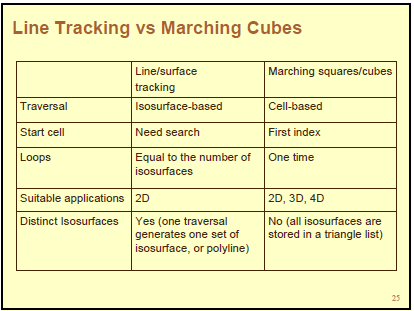 Line Tracking vs Marching Cubes
Line/surface tracking Marching squares/cubes
Traversal Isosurface-based Cell-based
Start cell Need search First index
Loops Equal to the number of isosurfaces One time
Suitable applications 2D 2D, 3D, 4D
Distinct Isosurfaces Yes (one traversal generates one set of isosurface, or polyline) No (all isosurfaces are stored in a triangle list)
25